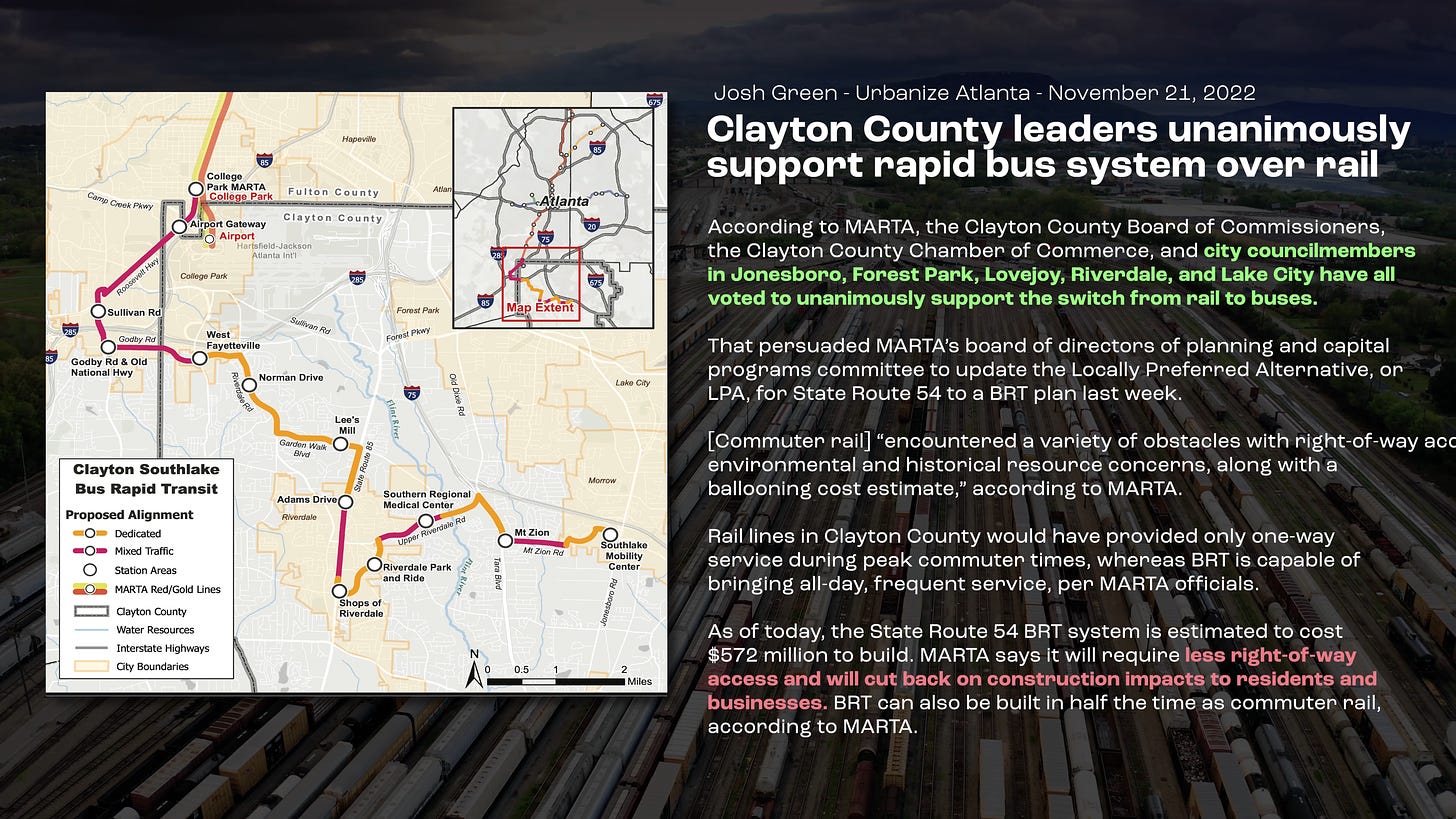 Josh Green - Urbanize Atlanta - November 21, 2022
Clayton County leaders unanimously
support rapid bus system over rail
According to MARTA, the Clayton County Board of Commissioners,
the Clayton County Chamber of Commerce, and city councilmembers
in Jonesboro, Forest Park, Lovejoy, Riverdale, and Lake City have all
voted to unanimously support the switch from rail to buses.
That persuaded MARTA’s board of directors of planning and capital
programs committee to update the Locally Preferred Alternative, or
LPA, for State Route 54 to a BRT plan last week.
[Commuter rail] “encountered a variety of obstacles with right-of-way
environmental and historical resource concerns, along with a
ballooning cost estimate,” according to MARTA.
Rail lines in Clayton County would have provided only one-way
service during peak commuter times, whereas BRT is capable of
bringing all-day, frequent service, per MARTA officials.
As of today, the State Route 54 BRT system is estimated to cost
$572 million to build. MARTA says it will require less right-of-way
access and will cut back on construction impacts to residents and
businesses. BRT can also be built in half the time as commuter rail,
according to MARTA.
675
Hapeville
85
College
Park MARTA
College Park
Fulton County
Camp Creek Pkwy
Clayton County
Airport Gateway
Airport
Hartsfield-Jackson
Atlanta Int'l
College Park
Roosevelt Hwy
285
Forest Park
Sullivan Rd
Sullivan Rd
Forest Pkwy
285
Godby Rd
West
Fayetteville
85
Godby Rd & Old
National Hwy
Norman Drive
Riverdale Rd
75
Old Dixie Rd
Lake City
Flint River
Lee's
Mill
Garden Walk
Blvd
State Route 85
Adams Drive
Southern Regional
Medical Center
Morrow
Riverdale
Upper Riverdale Rd
Mt Zion
Mt Zion Rd
Southlake
Mobility
Center
Riverdale Park
and Ride
Flint River
Tara Blvd
Jonesboro Rd
Shops of
Riverdale
N
0 0.5 1 2
Miles
85
Atlanta
20
75
285
675
85
Map Extent
Clayton Southlake
Bus Rapid Transit
Proposed Alignment
Dedicated
Mixed Traffic
Station Areas
MARTA Red/Gold Lines
Clayton County
Water Resources
Interstate Highways
City Boundaries